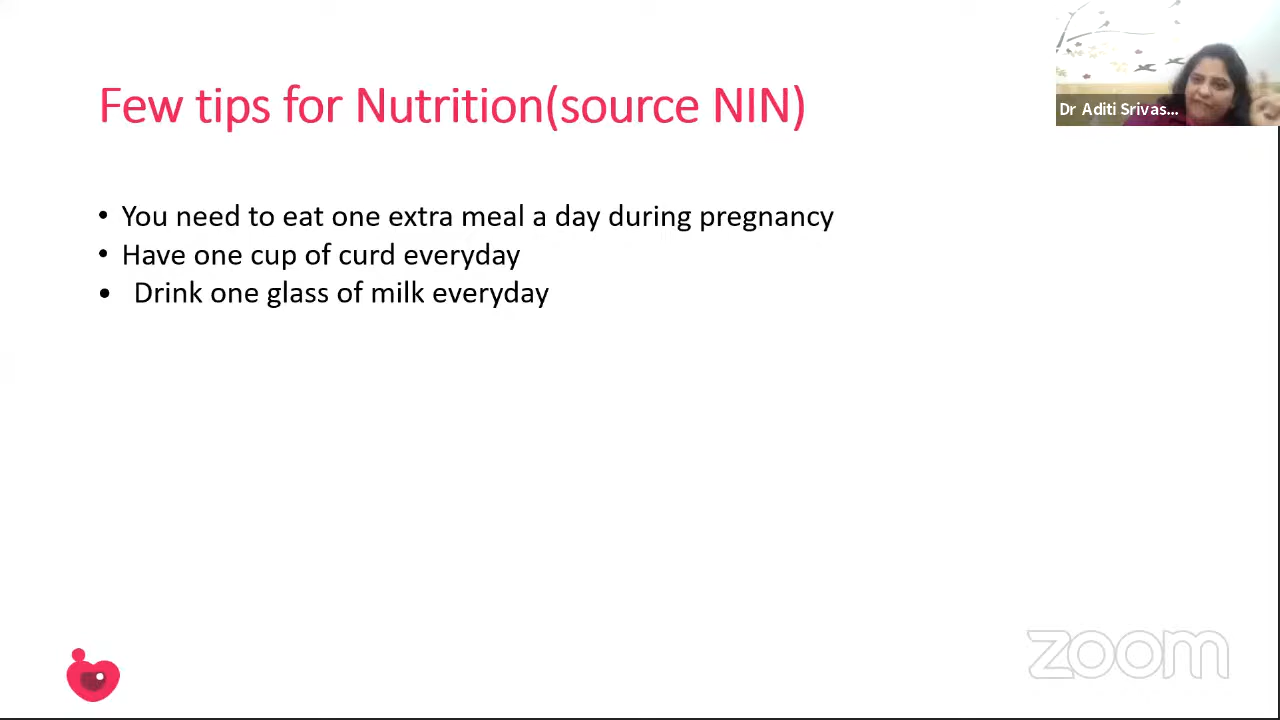 Few tips for Nutrition(source NIN)
Dr Aditi Srivas...
• You need to eat one extra meal a day during pregnancy
• Have one cup of curd everyday
• Drink one glass of milk everyday
zoom